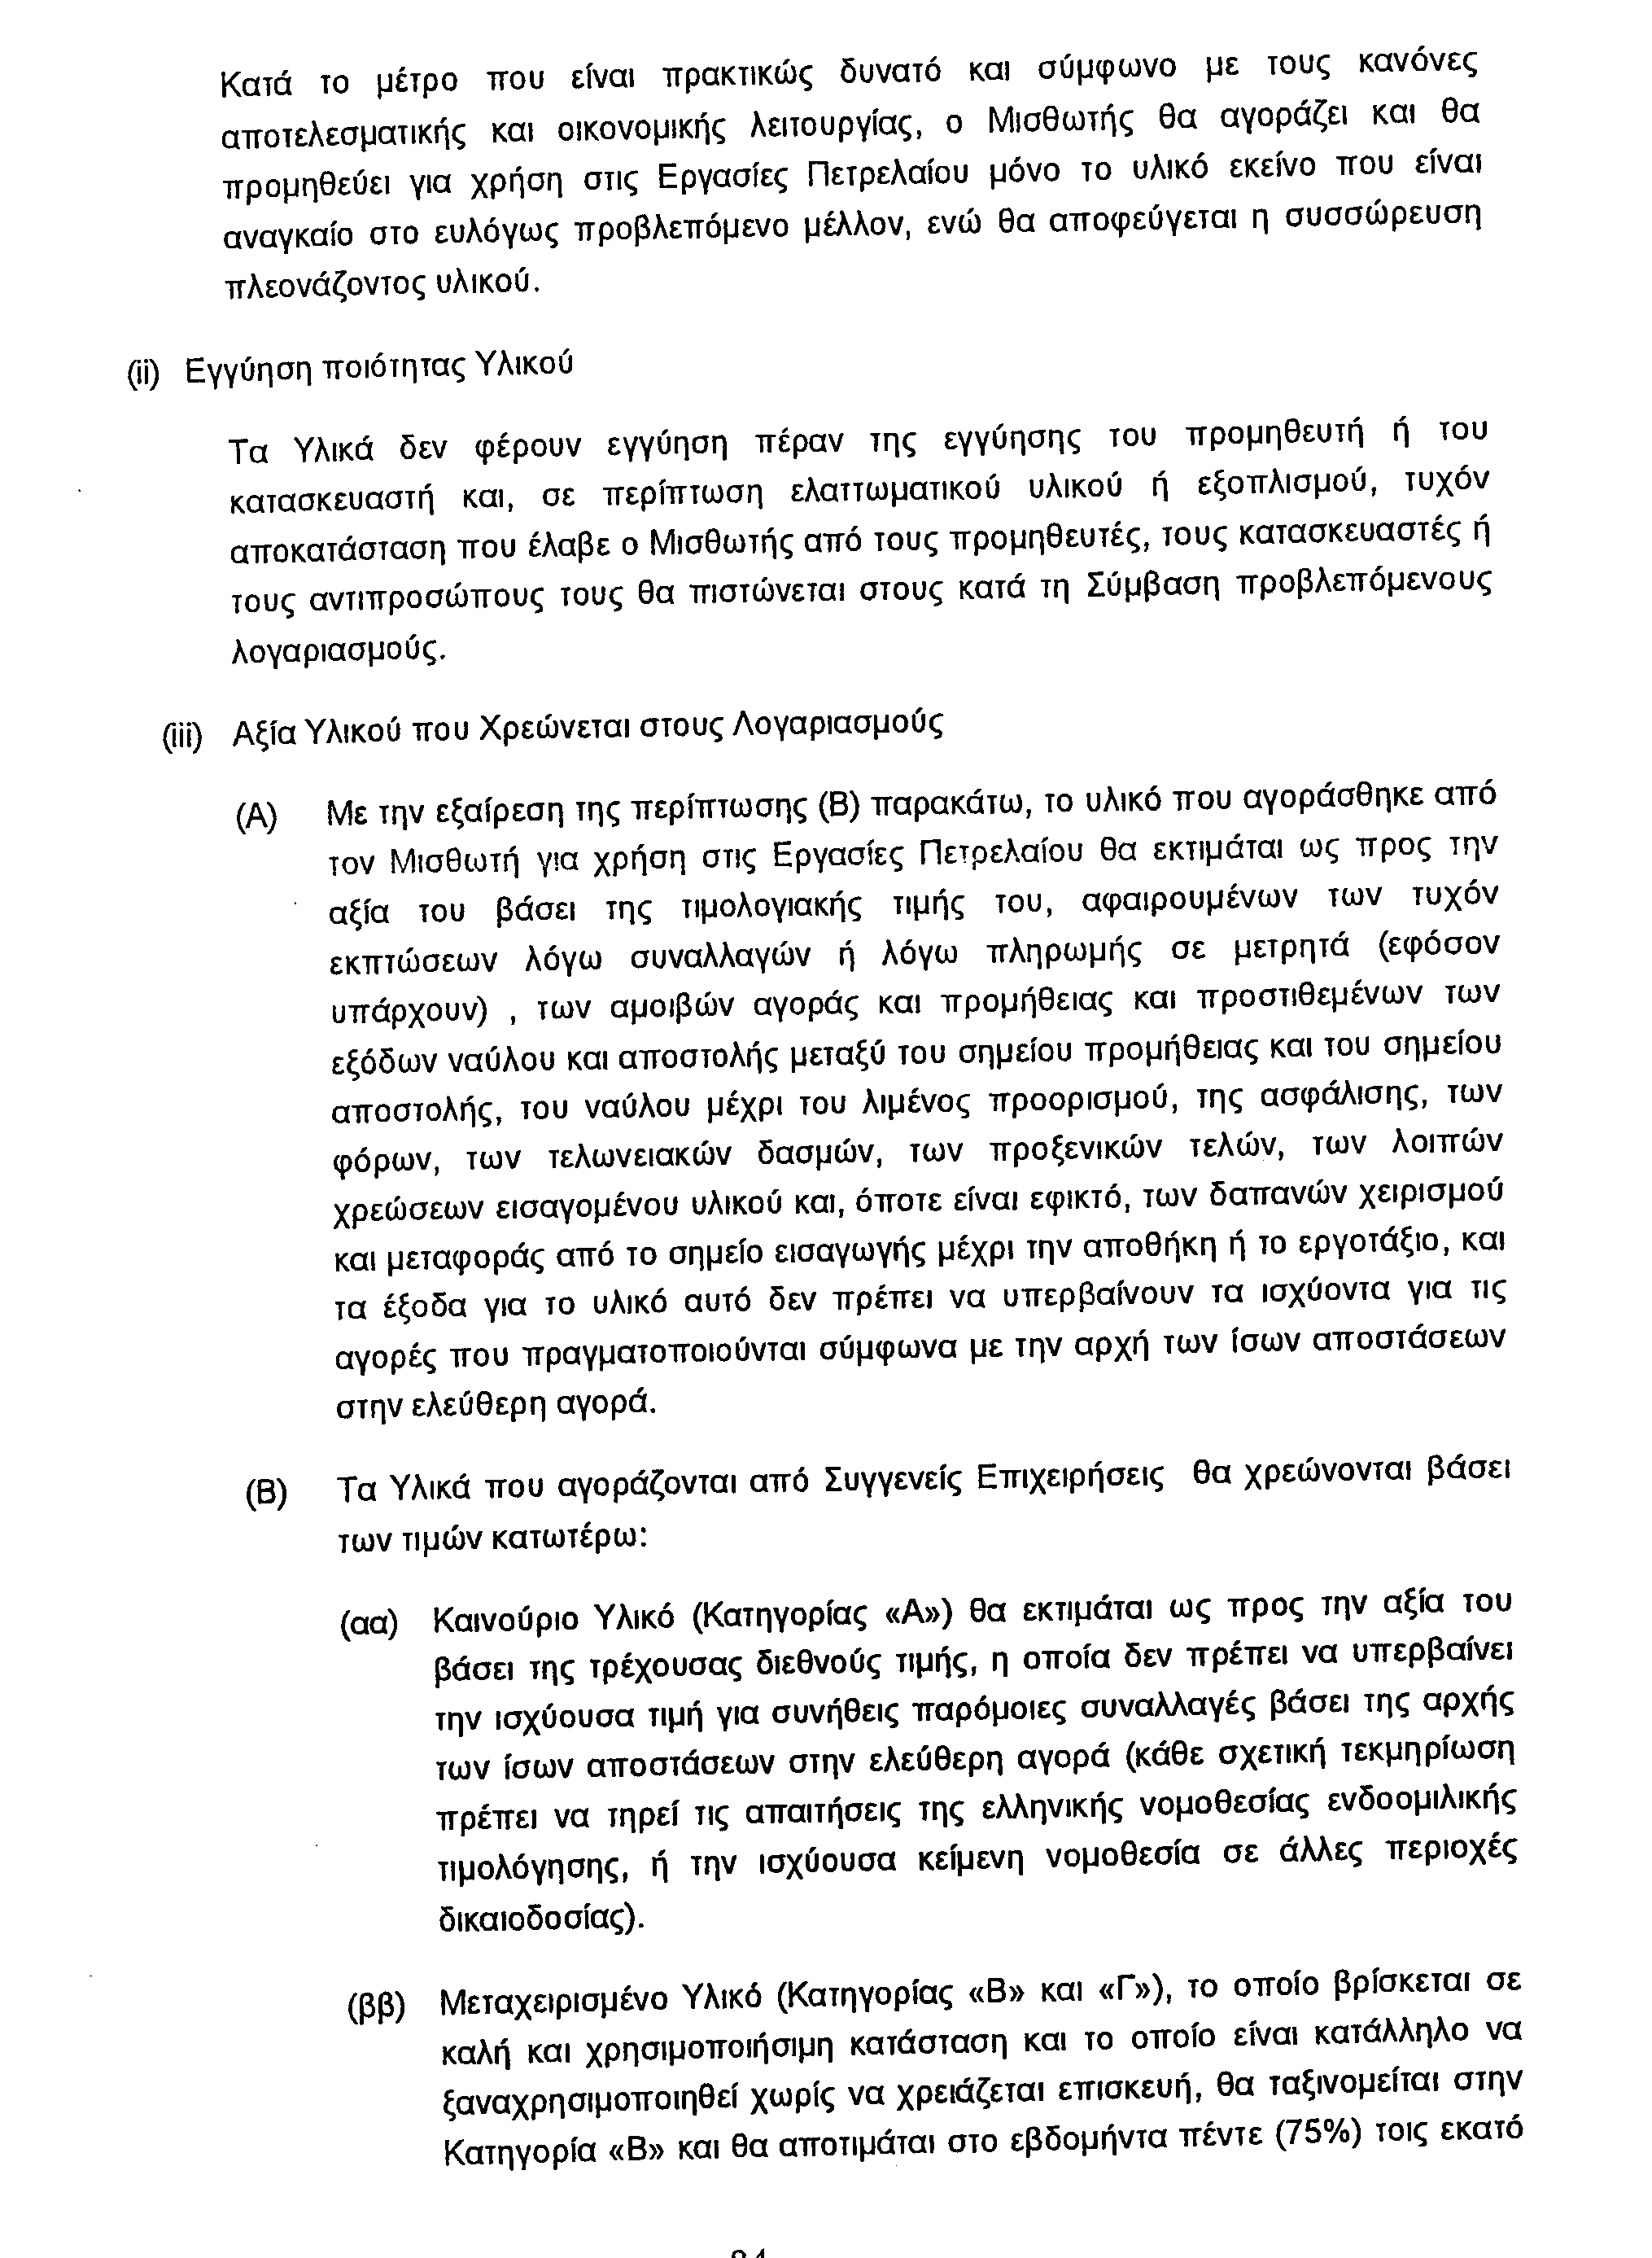 Κατά το μέτρο που είναι πρακτικώς δυνατό και σύμφωνο με τους κανόνες
αποτελεσματικής και οικονομικής λειτουργίας, ο Μισθωτής θα αγοράζει και θα
προμηθεύει για χρήση στις Εργασίες Πετρελαίου μόνο το υλικό εκείνο που είναι
αναγκαίο στο ευλόγως προβλεπόμενο μέλλον, ενώ θα αποφεύγεται η συσσώρευση
πλεονάζοντος υλικού.
(ii) Εγγύηση ποιότητας Υλικού
Τα Υλικά δεν φέρουν εγγύηση πέραν της εγγύησης του προμηθευτή ή του
κατασκευαστή και, σε περίπτωση ελαττωματικού υλικού ή εξοπλισμού, τυχόν
αποκατάσταση που έλαβε ο Μισθωτής από τους προμηθευτές, τους κατασκευαστές ή
τους αντιπροσώπους τους θα πιστώνεται στους κατά τη Σύμβαση προβλεπόμενους
λογαριασμούς.
(iii) Αξία Υλικού που Χρεώνεται στους Λογαριασμούς
(Α) Με την εξαίρεση της περίπτωσης (Β) παρακάτω, το υλικό που αγοράσθηκε από
τον Μισθωτή για χρήση στις Εργασίες Πετρελαίου θα εκτιμάται ως προς την
αξία του βάσει της τιμολογιακής τιμής του, αφαιρουμένων των τυχόν
εκπτώσεων λόγω συναλλαγών ή λόγω πληρωμής σε μετρητά (εφόσον
υπάρχουν) , των αμοιβών αγοράς και προμήθειας και προστιθεμένων των
εξόδων ναύλου και αποστολής μεταξύ του σημείου προμήθειας και του σημείου
αποστολής, του ναύλου μέχρι του λιμένος προορισμού, της ασφάλισης, των
φόρων, των τελωνειακών δασμών, των προξενικών τελών, των λοιπών
χρεώσεων εισαγομένου υλικού και, όποτε είναι εφικτό, των δαπανών χειρισμού
και μεταφοράς από το σημείο εισαγωγής μέχρι την αποθήκη ή το εργοτάξιο, και
τα έξοδα για το υλικό αυτό δεν πρέπει να υπερβαίνουν τα ισχύοντα για τις
αγορές που πραγματοποιούνται σύμφωνα με την αρχή των ίσων αποστάσεων
στην ελεύθερη αγορά.
(Β) Τα Υλικά που αγοράζονται από Συγγενείς Επιχειρήσεις θα χρεώνονται βάσει
των τιμών κατωτέρω:
(αα) Καινούριο Υλικό (Κατηγορίας «Α») θα εκτιμάται ως προς την αξία του
βάσει της τρέχουσας διεθνούς τιμής, η οποία δεν πρέπει να υπερβαίνει
την ισχύουσα τιμή για συνήθεις παρόμοιες συναλλαγές βάσει της αρχής
των ίσων αποστάσεων στην ελεύθερη αγορά (κάθε σχετική τεκμηρίωση
πρέπει να τηρεί τις απαιτήσεις της ελληνικής νομοθεσίας ενδοομιλικής
τιμολόγησης, ή την ισχύουσα κείμενη νομοθεσία σε άλλες περιοχές
δικαιοδοσίας).
(ββ) Μεταχειρισμένο Υλικό (Κατηγορίας «Β» και «Γ»), το οποίο βρίσκεται σε
καλή και χρησιμοποιήσιμη κατάσταση και το οποίο είναι κατάλληλο να
ξαναχρησιμοποιηθεί χωρίς να χρειάζεται επισκευή, θα ταξινομείται στην
Κατηγορία «Β» και θα αποτιμάται στο εβδομήντα πέντε (75%) τοις εκατό